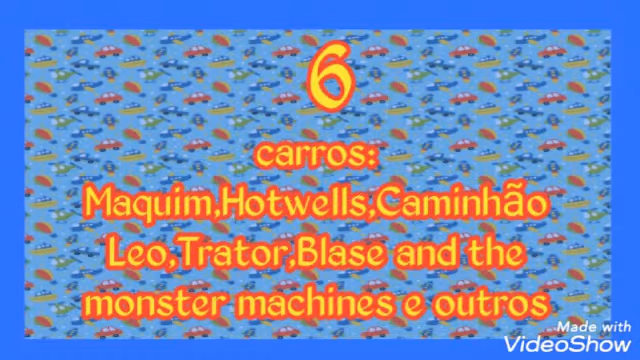 6
carros:
Maquim,Hotwells,Caminhão
Leo,Trator,Blase and the
monster machines e outros
Made with
VideoShow